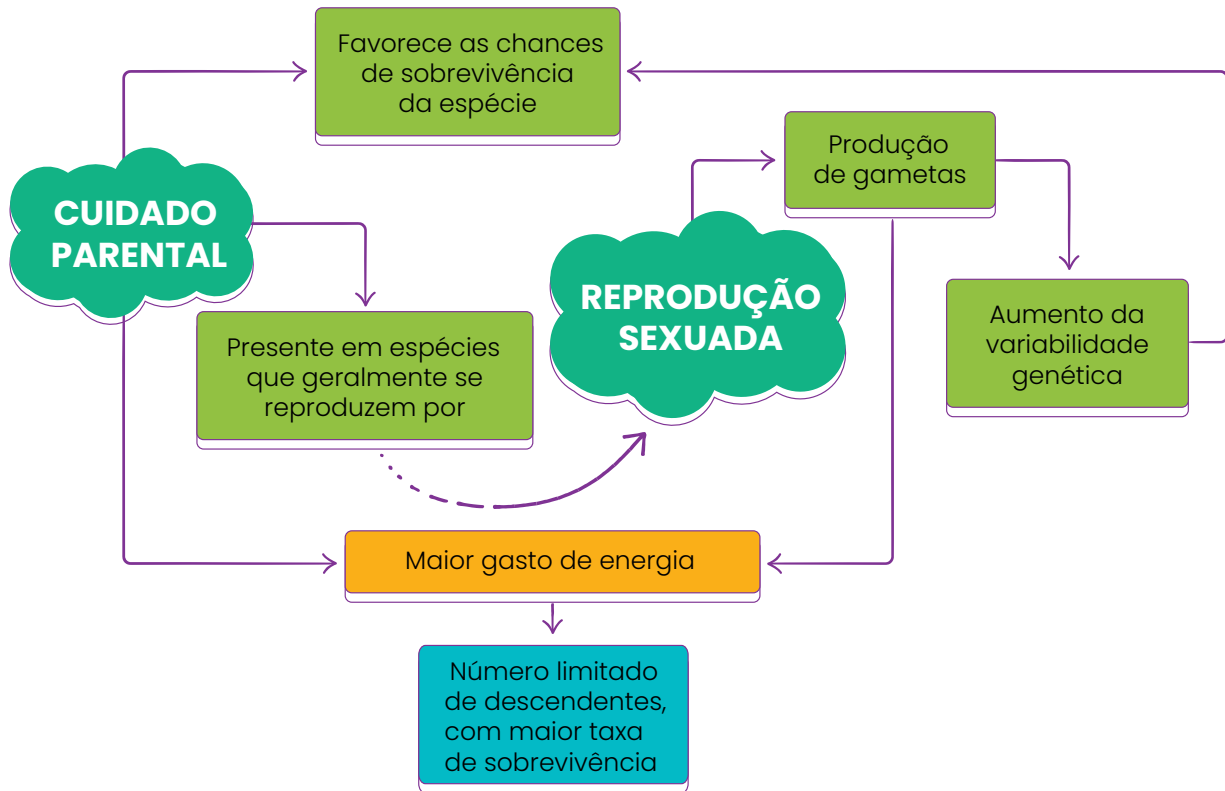 Favorece as chances
de sobrevivência
da espécie
Produção
de gametas
CUIDADO
PARENTAL
REPRODUÇÃO
SEXUADA
Aumento da
variabilidade
genética
Presente em espécies
que geralmente se
reproduzem por
Maior gasto de energia
Número limitado
de descendentes,
com maior taxa
de sobrevivência